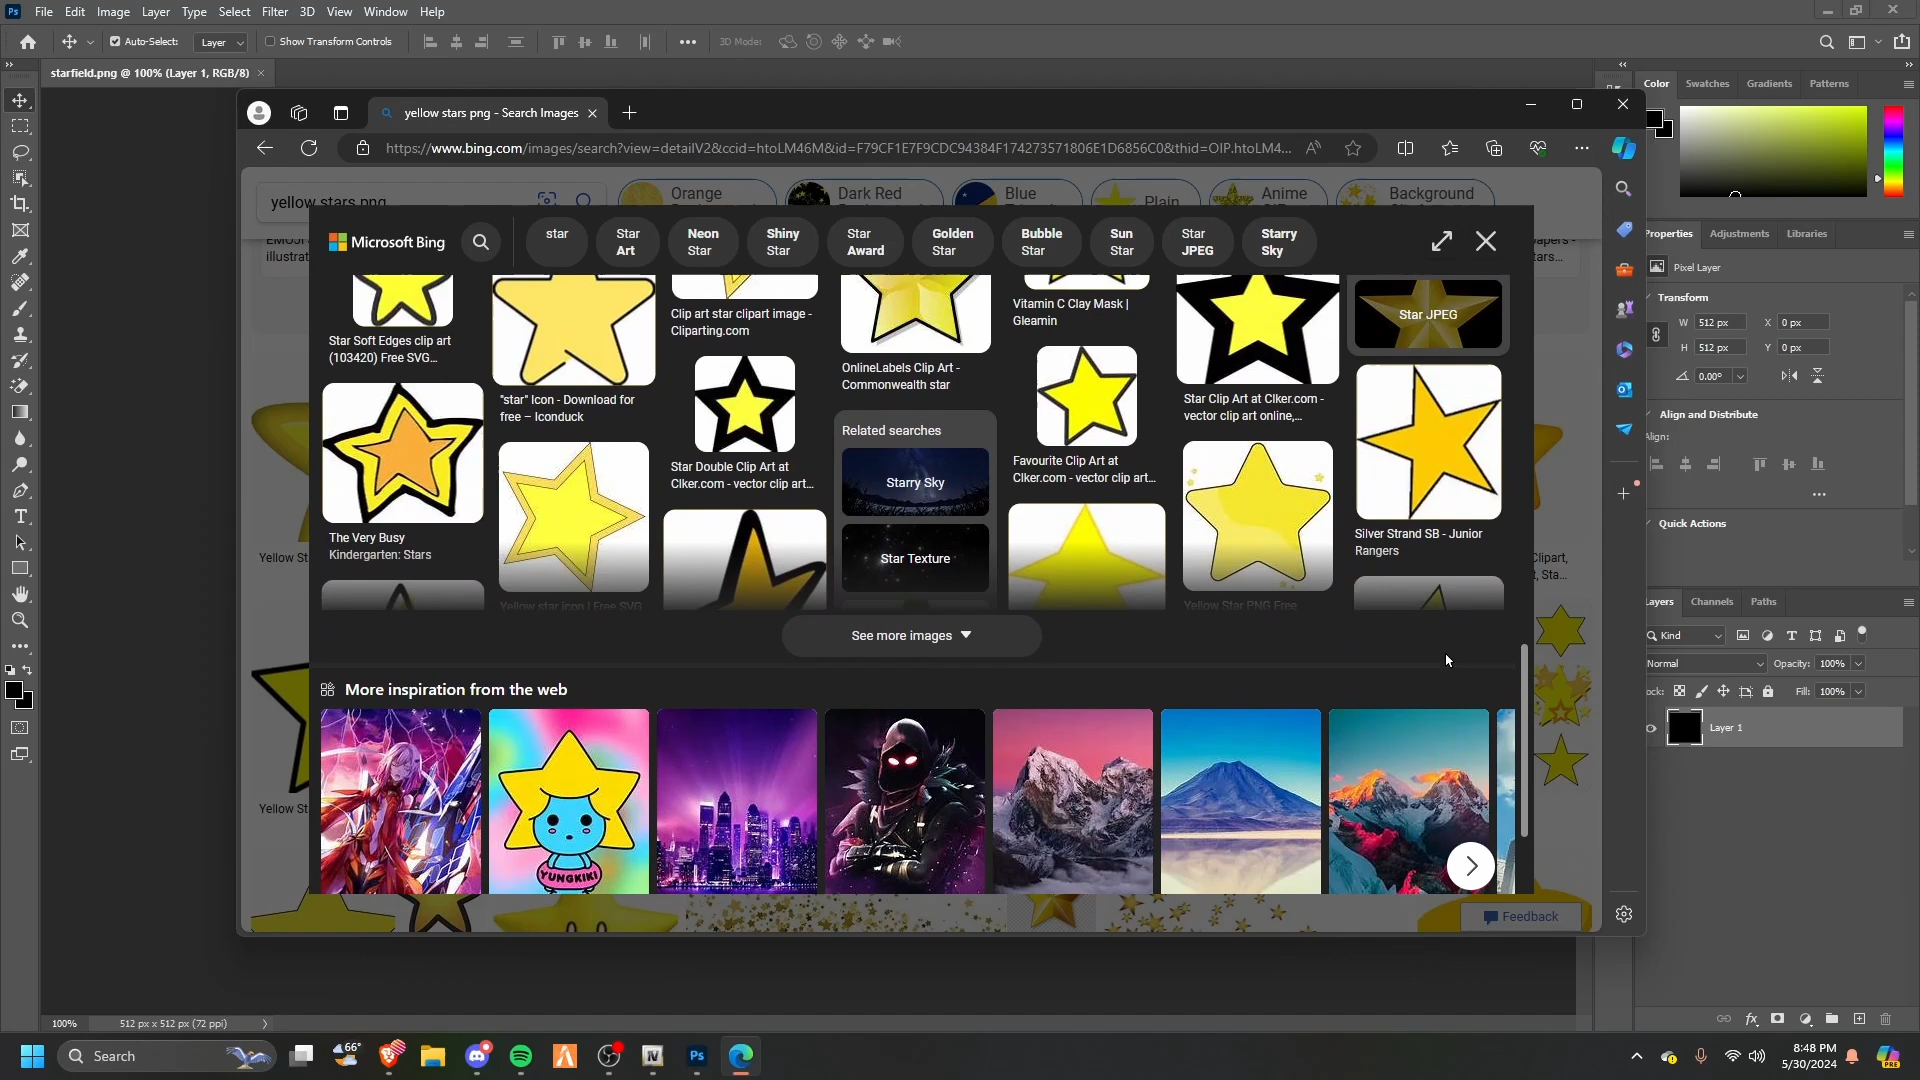 Ps File Edit Image Layer Type Select Filter 3D View Window Help
Auto-Select: Layer Show Transform Controls 3D Mode:
starfield.png @ 100% (Layer 1, RGB/8)
yellow stars png - Search Images
https://www.bing.com/images/search?view=detailV2&ccid=htoLM46M&id=F79CF1E7F9CDC94384F174273571806E1D6856C0&thid=OIP.htoLM4...
yellow stars png
Orange
Dark Red
Blue
Plain
Anime
Background
Microsoft Bing
star
Star
Art
Neon
Star
Shiny
Star
Star
Award
Golden
Star
Bubble
Star
Sun
Star
Star
JPEG
Starry
Sky
Star Soft Edges clip art
(103420) Free SVG...
The Very Busy
Kindergarten: Stars
"star" Icon - Download for
free – Iconduck
Yellow star icon | Free SVG
Clip art star clipart image -
Cliparting.com
Star Double Clip Art at
Clker.com - vector clip art...
OnlineLabels Clip Art -
Commonwealth star
Related searches
Starry Sky
Star Texture
Vitamin C Clay Mask |
Gleamin
Favourite Clip Art at
Clker.com - vector clip art...
Star Clip Art at Clker.com -
vector clip art online,...
Yellow Star PNG Free
Star JPEG
Silver Strand SB - Junior
Rangers
See more images
More inspiration from the web
YUNGKIKI
illustrat
Yellow St
Yellow Sta
apers -
tars...
Clipart,
t, Sta...
Feedback
Color Swatches Gradients Patterns
Properties Adjustments Libraries
Pixel Layer
Transform
W 512 px X 0 px
H 512 px Y 0 px
0.00°
Align and Distribute
Align:
Quick Actions
Layers Channels Paths
Kind
Normal Opacity: 100%
ock: Fill: 100%
Layer 1
100% 512 px x 512 px (72 ppi)
Search
66°
Ps
8:48 PM
5/30/2024
PRE